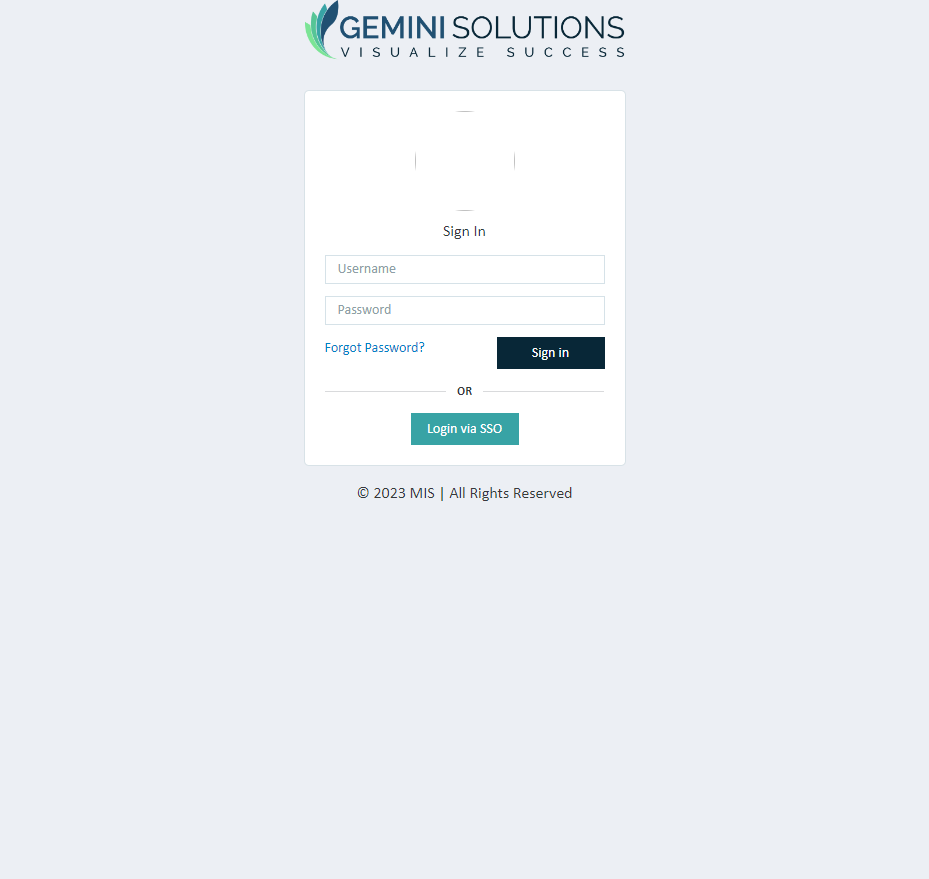 GEMINI SOLUTIONS
VISUALIZE SUCCESS
Sign In
Username
Password
Forgot Password?
Sign in
OR
Login via SSO
© 2023 MIS | All Rights Reserved